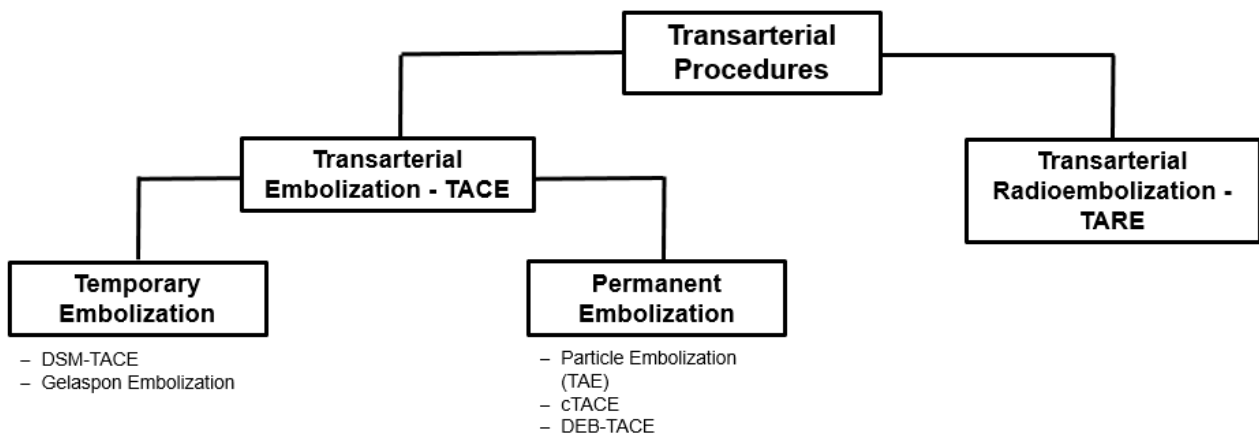 Transarterial
Procedures
Transarterial
Embolization - TACE
Transarterial
Radioembolization -
TARE
Temporary
Embolization
Permanent
Embolization
– DSM-TACE
– Gelaspon Embolization
– Particle Embolization
(TAE)
– cTACE
– DEB-TACE